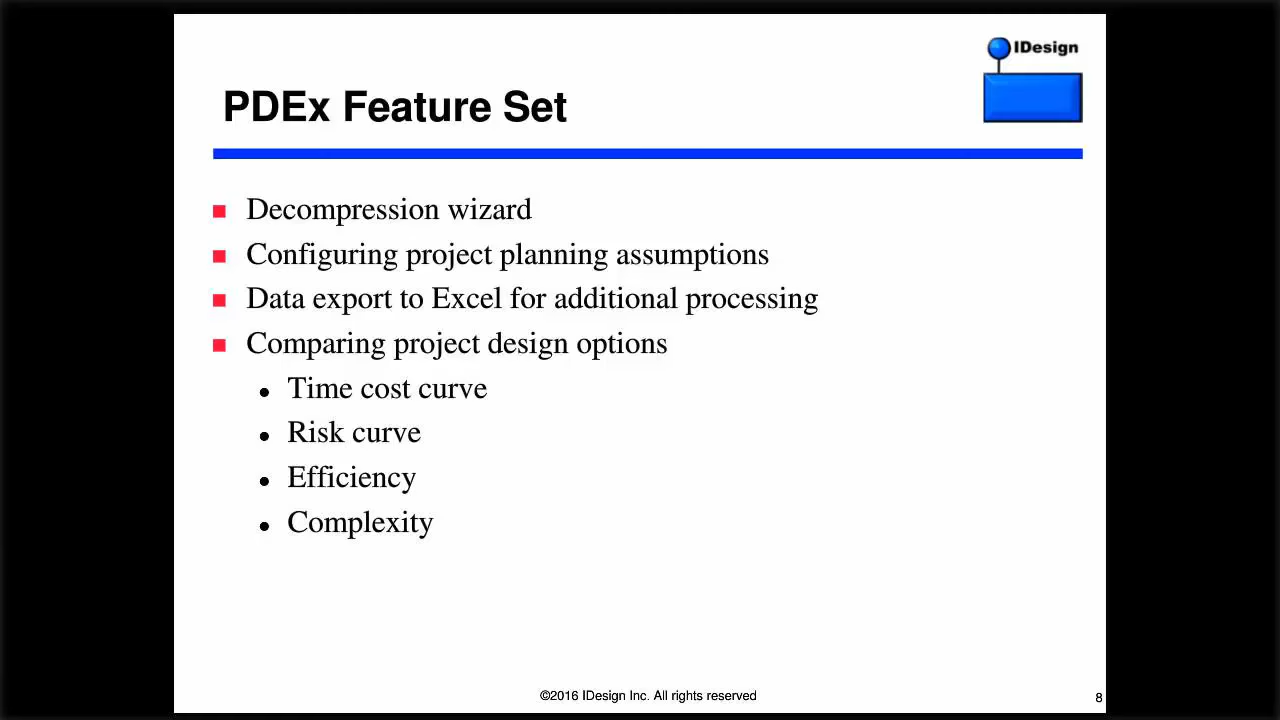 IDesign
PDEx Feature Set
Decompression wizard
Configuring project planning assumptions
Data export to Excel for additional processing
Comparing project design options
Time cost curve
Risk curve
Efficiency
Complexity
©2016 IDesign Inc. All rights reserved
8